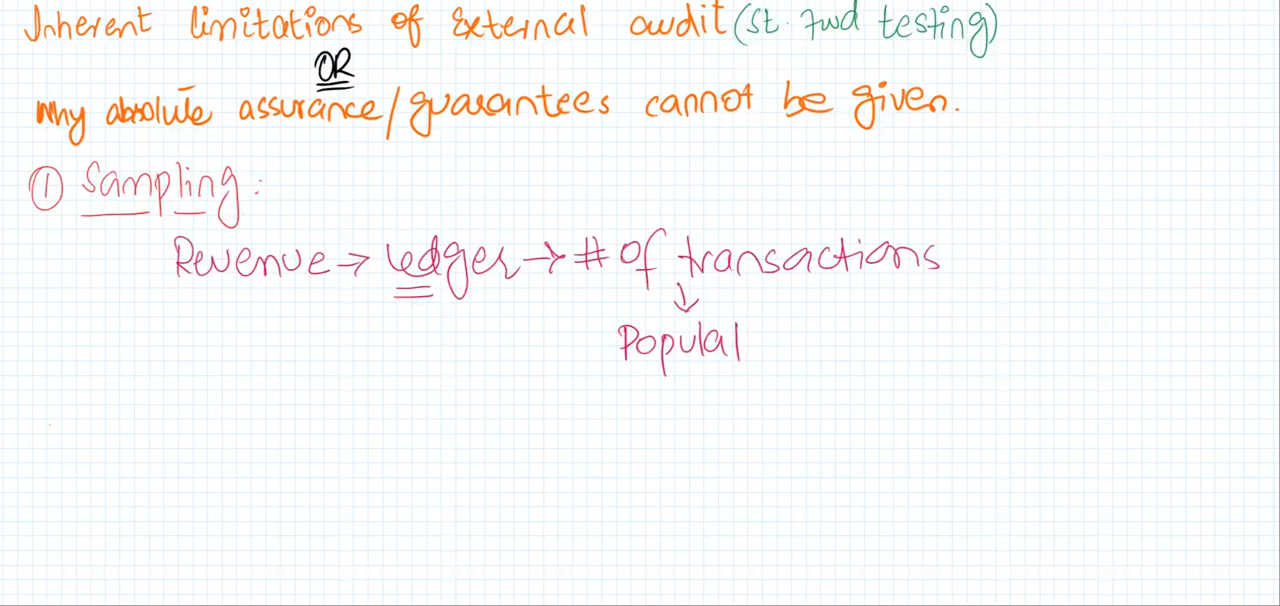 Inherent limitations of External audit (st. fwd testing)
OR
Why absolute assurance/guarantees cannot be given.
① Sampling:
Revenue → ledger → # of transactions
↓
Populal